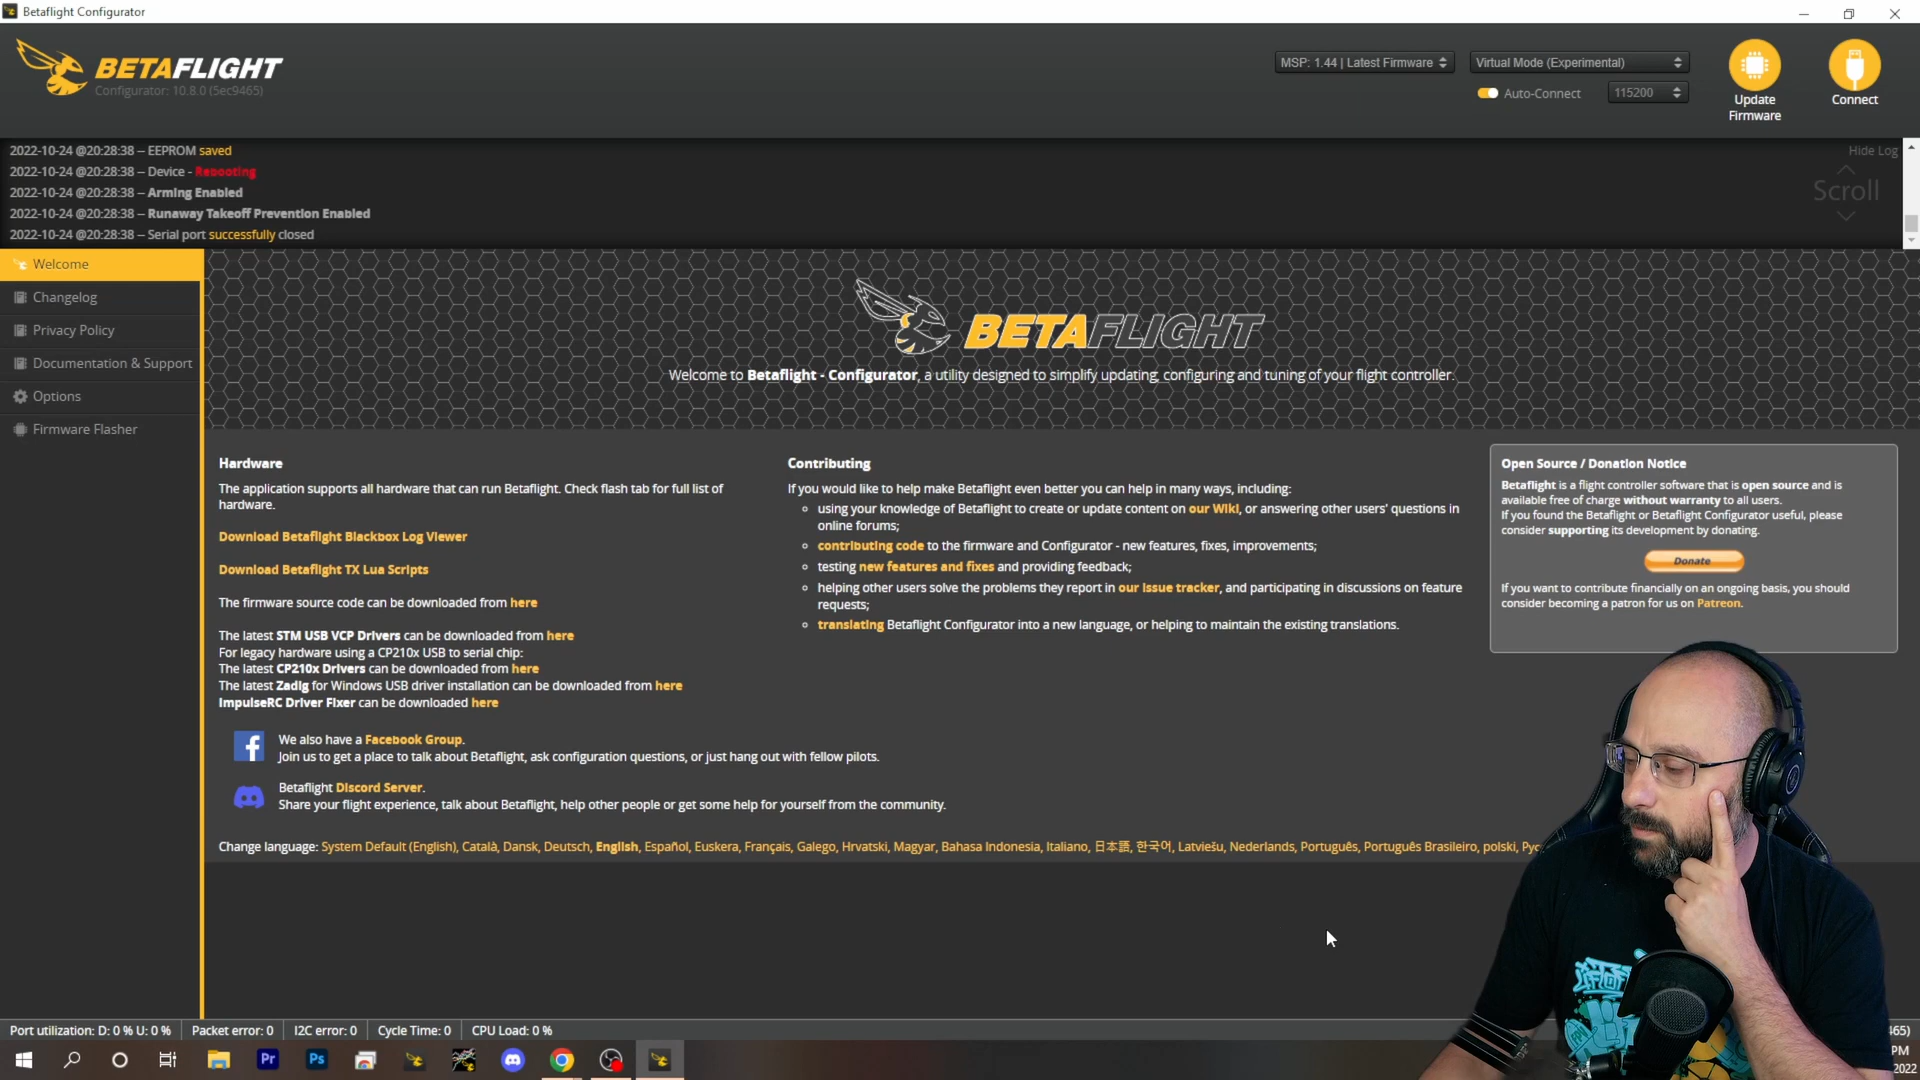 Betaflight Configurator
BETAFLIGHT
Configurator: 10.8.0 (5ec9465)
MSP: 1.44 | Latest Firmware
Virtual Mode (Experimental)
Auto-Connect
115200
Update
Firmware
Connect
2022-10-24 @20:28:38 -- EEPROM saved
2022-10-24 @20:28:38 -- Device - Rebooting
2022-10-24 @20:28:38 -- Arming Enabled
2022-10-24 @20:28:38 -- Runaway Takeoff Prevention Enabled
2022-10-24 @20:28:38 -- Serial port successfully closed
Hide Log
Scroll
Welcome
Changelog
Privacy Policy
Documentation & Support
Options
Firmware Flasher
BETAFLIGHT
Welcome to Betaflight - Configurator, a utility designed to simplify updating, configuring and tuning of your flight controller.
Hardware
The application supports all hardware that can run Betaflight. Check flash tab for full list of
hardware.
Download Betaflight Blackbox Log Viewer
Download Betaflight TX Lua Scripts
The firmware source code can be downloaded from here
The latest STM USB VCP Drivers can be downloaded from here
For legacy hardware using a CP210x USB to serial chip:
The latest CP210x Drivers can be downloaded from here
The latest Zadig for Windows USB driver installation can be downloaded from here
ImpulseRC Driver Fixer can be downloaded here
We also have a Facebook Group.
Join us to get a place to talk about Betaflight, ask configuration questions, or just hang out with fellow pilots.
Betaflight Discord Server.
Share your flight experience, talk about Betaflight, help other people or get some help for yourself from the community.
Contributing
If you would like to help make Betaflight even better you can help in many ways, including:
using your knowledge of Betaflight to create or update content on our Wiki, or answering other users' questions in
online forums;
contributing code to the firmware and Configurator - new features, fixes, improvements;
testing new features and fixes and providing feedback;
helping other users solve the problems they report in our issue tracker, and participating in discussions on feature
requests;
translating Betaflight Configurator into a new language, or helping to maintain the existing translations.
Open Source / Donation Notice
Betaflight is a flight controller software that is open source and is
available free of charge without warranty to all users.
If you found the Betaflight or Betaflight Configurator useful, please
consider supporting its development by donating.
Donate
If you want to contribute financially on an ongoing basis, you should
consider becoming a patron for us on Patreon.
Change language: System Default (English), Català, Dansk, Deutsch, English, Español, Euskera, Français, Galego, Hrvatski, Magyar, Bahasa Indonesia, Italiano, 日本語, 한국어, Latviešu, Nederlands, Português, Português Brasileiro, polski, Рус
Port utilization: D: 0 % U: 0 %
Packet error: 0
I2C error: 0
Cycle Time: 0
CPU Load: 0 %
465)
Pr
Ps
PM
2022